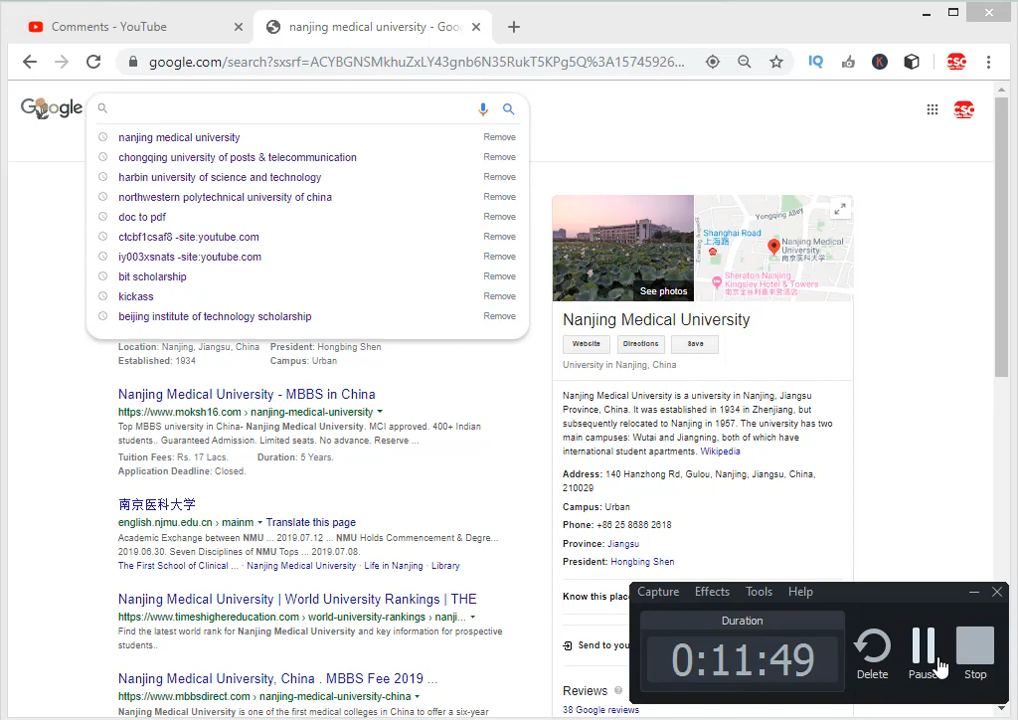 Comments - YouTube
nanjing medical university - Goo
google.com/search?sxsrf=ACYBGNSMkhuZxLY43gnb6N35RukT5KPg5Q%3A15745926...
Google
nanjing medical university Remove
chongqing university of posts & telecommunication Remove
harbin university of science and technology Remove
northwestern polytechnical university of china Remove
doc to pdf Remove
ctcbf1csaf8 -site:youtube.com Remove
iy003xsnats -site:youtube.com Remove
bit scholarship Remove
kickass Remove
beijing institute of technology scholarship Remove
Location: Nanjing, Jiangsu, China President: Hongbing Shen
Established: 1934 Campus: Urban
Nanjing Medical University - MBBS in China
https://www.moksh16.com › nanjing-medical-university
Top MBBS university in China- Nanjing Medical University. MCI approved. 400+ Indian
students.. Guaranteed Admission. Limited seats. No advance. Reserve ...
Tuition Fees: Rs. 17 Lacs. Duration: 5 Years.
Application Deadline: Closed.
南京医科大学
english.njmu.edu.cn › mainm Translate this page
Academic Exchange between NMU ... 2019.07.12 ... NMU Holds Commencement & Degre...
2019.06.30. Seven Disciplines of NMU Tops ... 2019.07.08.
The First School of Clinical ... · Nanjing Medical University · Life in Nanjing · Library
Nanjing Medical University | World University Rankings | THE
https://www.timeshighereducation.com › world-university-rankings › nanji...
Find the latest world rank for Nanjing Medical University and key information for prospective
students..
Nanjing Medical University, China . MBBS Fee 2019 ...
https://www.mbbsdirect.com › nanjing-medical-university-china
Nanjing Medical University is one of the first medical colleges in China to offer a six-year
See photos
Yongqing Alley
Shanghai Road
上海路
Nanjing Medical
University
南京医科大学
Sheraton Nanjing
Kingsley Hotel & Towers
Nanjing Medical University
Website Directions Save
University in Nanjing, China
Nanjing Medical University is a university in Nanjing, Jiangsu
Province, China. It was established in 1934 in Zhenjiang, but
subsequently relocated to Nanjing in 1957. The university has two
main campuses: Wutai and Jiangning, both of which have
international student apartments. Wikipedia
Address: 140 Hanzhong Rd, Gulou, Nanjing, Jiangsu, China,
210029
Campus: Urban
Phone: +86 25 8686 2618
Province: Jiangsu
President: Hongbing Shen
Know this plac
Send to you
Reviews
38 Google reviews
Capture Effects Tools Help
Duration
0:11:49
Delete Pause Stop